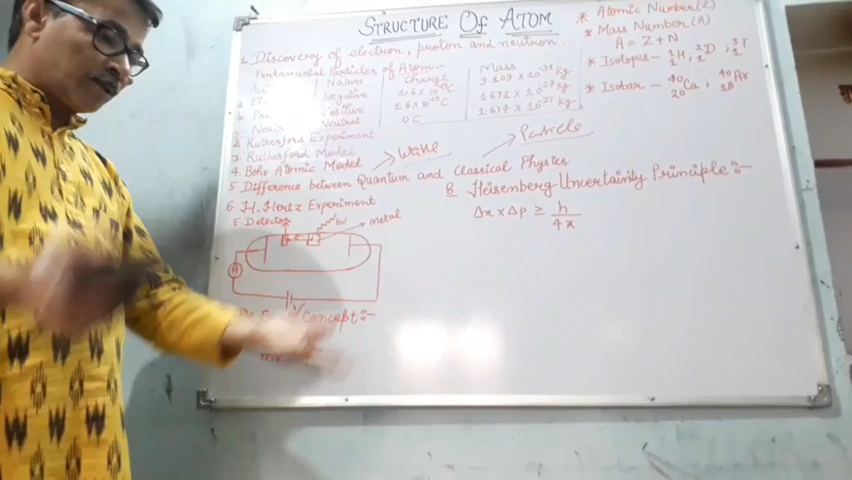 STRUCTURE OF ATOM
1. Discovery of electron, proton and neutron.
Fundamental Particles of Atom:-
Nature Charge Mass
Negative 1.6 x 10 C 9.109 x 10 Kg
Positive 1.6 x 10 C 1.672 x 10⁻²⁷ Kg
Neutral 0 C 1.674 x 10⁻²⁷ Kg
2 Rutherford Experiment
3 Rutherford Model
4. Bohr Atomic Model
Wave
Particle
5 Difference between Quantum and Classical Physics.
6 H. Hertz Experiment
E. Detector hν metal
A
Concept:-
mv
* Atomic Number(Z)
* Mass Number(A)
A = Z + N
* Isotopes - ¹₁H, ²₁D, ³₁T
* Isobar - ⁴⁰₂₀Ca ; ⁴⁰₁₈Ar
8. Heisenberg Uncertainty Principle :-
Δx x Δp ≥ h/4π